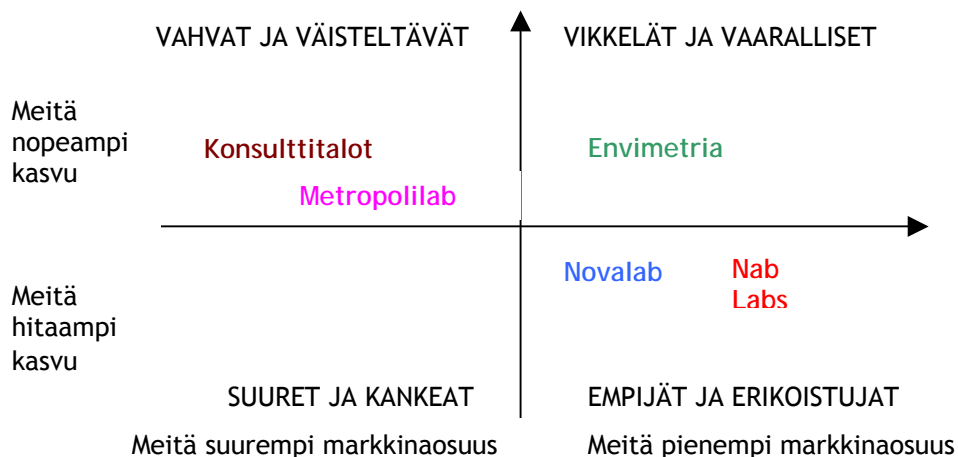 VAHVAT JA VÄISTELTÄVÄT
VIKKELÄT JA VAARALLISET
Meitä
nopeampi
kasvu
Konsulttitalot
Envimetria
Metropolilab
Novalab
Nab
Labs
Meitä
hitaampi
kasvu
SUURET JA KANKEAT
EMPIJÄT JA ERIKOISTUJAT
Meitä suurempi markkinaosuus
Meitä pienempi markkinaosuus